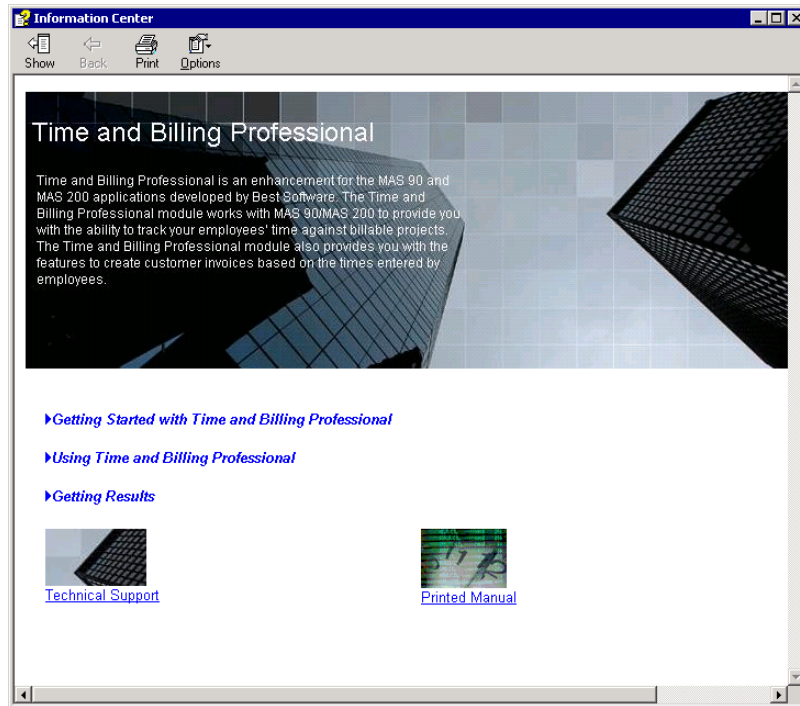 Information Center
Show Back Print Options
Time and Billing Professional
Time and Billing Professional is an enhancement for the MAS 90 and
MAS 200 applications developed by Best Software. The Time and
Billing Professional module works with MAS 90/MAS 200 to provide you
with the ability to track your employees' time against billable projects.
The Time and Billing Professional module also provides you with the
features to create customer invoices based on the times entered by
employees.
Getting Started with Time and Billing Professional
Using Time and Billing Professional
Getting Results
Technical Support
Printed Manual